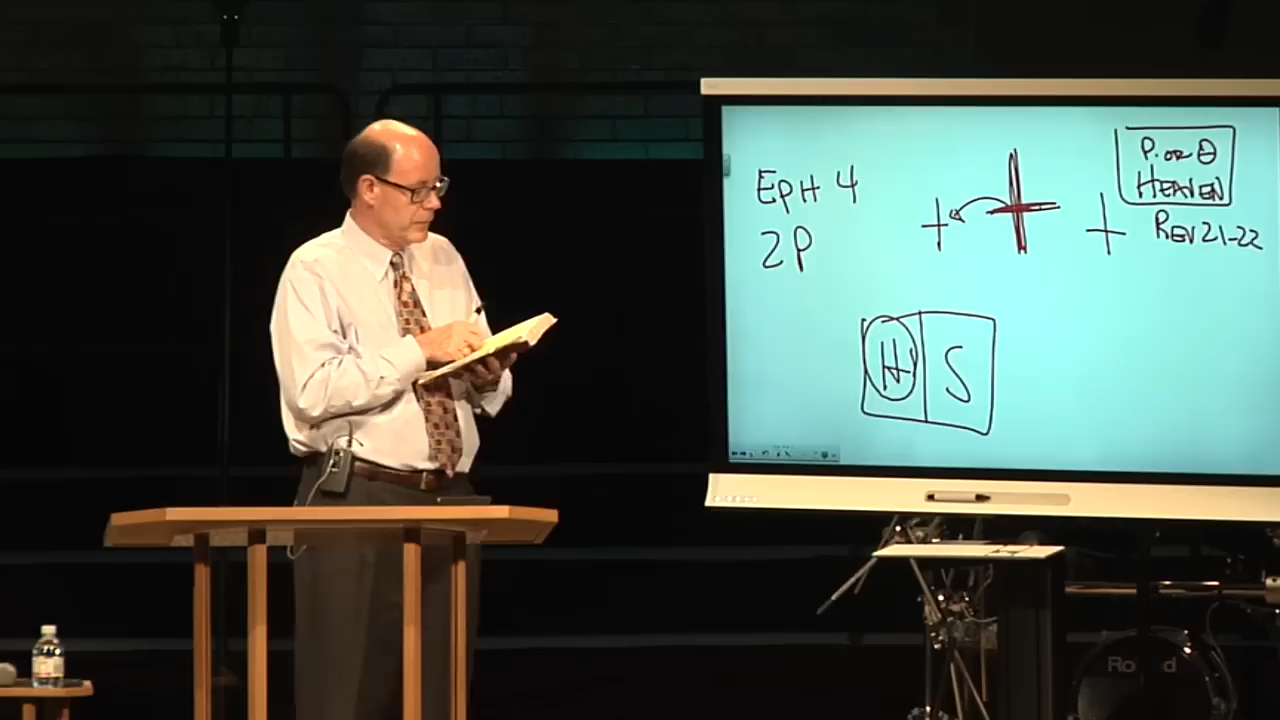 EPH 4
2P
P. OR Θ
HEAVEN
REV 21-22
H S
Roland